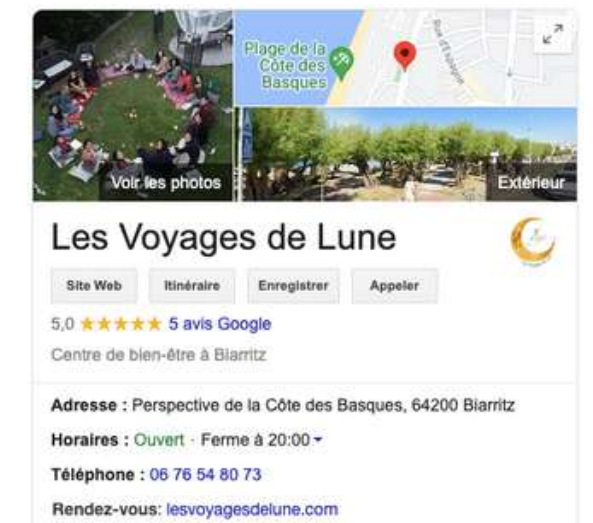 Plage de la
Côte des
Basques
Rue d'Espagne
Voir les photos
Extérieur
Les Voyages de Lune
Site Web
Itinéraire
Enregistrer
Appeler
5,0 ★★★★★ 5 avis Google
Centre de bien-être à Biarritz
Adresse : Perspective de la Côte des Basques, 64200 Biarritz
Horaires : Ouvert · Ferme à 20:00
Téléphone : 06 76 54 80 73
Rendez-vous: lesvoyagesdelune.com